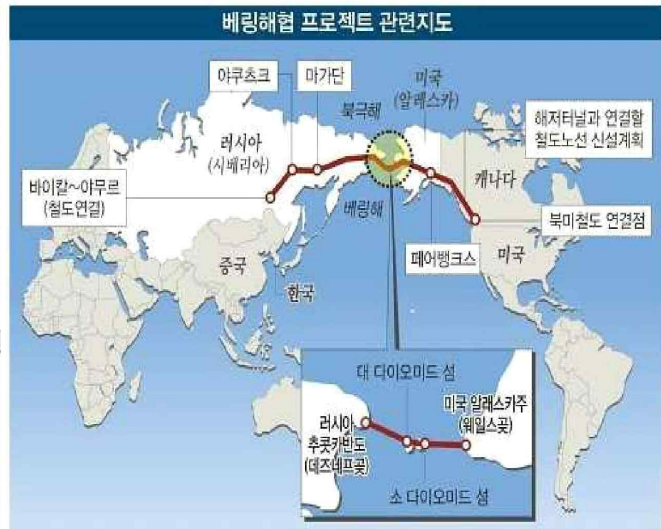 베링해협 프로젝트 관련지도
야쿠츠크
마가단
북극해
미국
(알래스카)
해저터널과 연결할
철도노선 신설계획
러시아
(시베리아)
캐나다
바이칼~아무르
(철도연결)
베링해
북미철도 연결점
페어뱅크스
미국
중국
한국
대 다이오미드 섬
미국 알래스카주
(웨일스곶)
러시아
추콧카반도
(데즈네프곶)
소 다이오미드 섬